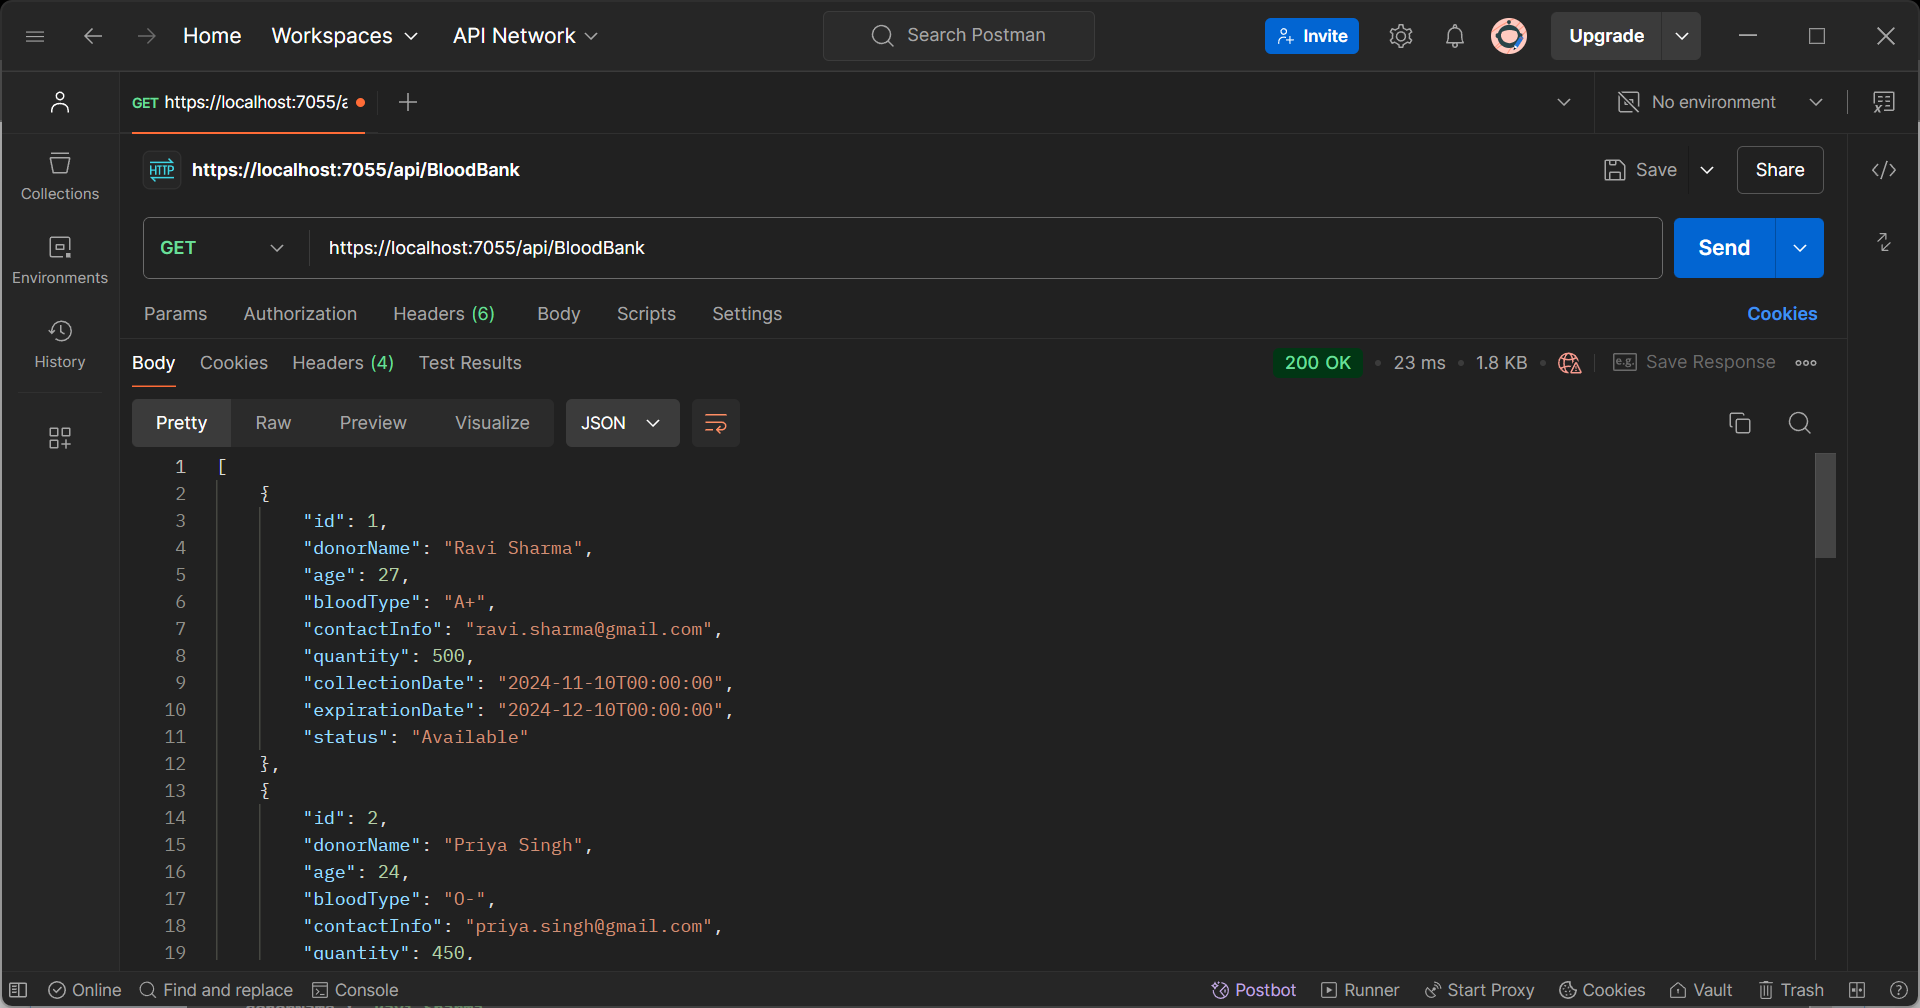 Home Workspaces API Network Search Postman Invite Upgrade
GET https://localhost:7055/a No environment
HTTP https://localhost:7055/api/BloodBank Save Share
Collections
GET https://localhost:7055/api/BloodBank Send
Environments
Params Authorization Headers (6) Body Scripts Settings Cookies
History
Body Cookies Headers (4) Test Results 200 OK • 23 ms • 1.8 KB • e.g. Save Response
Pretty Raw Preview Visualize JSON
1 [
2 {
3 "id": 1,
4 "donorName": "Ravi Sharma",
5 "age": 27,
6 "bloodType": "A+",
7 "contactInfo": "ravi.sharma@gmail.com",
8 "quantity": 500,
9 "collectionDate": "2024-11-10T00:00:00",
10 "expirationDate": "2024-12-10T00:00:00",
11 "status": "Available"
12 },
13 {
14 "id": 2,
15 "donorName": "Priya Singh",
16 "age": 24,
17 "bloodType": "O-",
18 "contactInfo": "priya.singh@gmail.com",
19 "quantity": 450,
Online Find and replace Console Postbot Runner Start Proxy Cookies Vault Trash